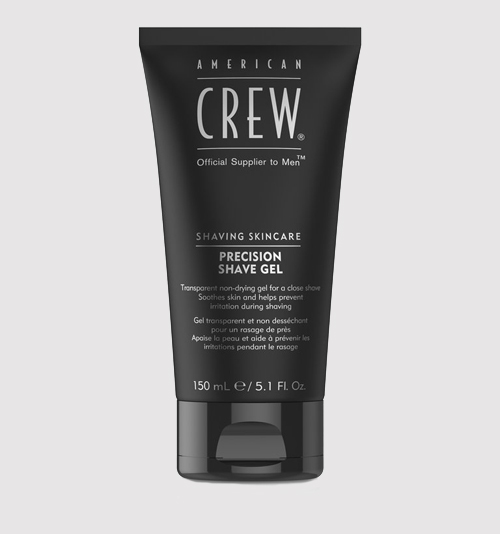 AMERICAN
CREW®
Official Supplier to Men™
SHAVING SKINCARE
PRECISION
SHAVE GEL
Transparent non-drying gel for a close shave
Soothes skin and helps prevent
irritation during shaving
Gel transparent et non desséchant
pour un rasage de près
Apaise la peau et aide à prévenir les
irritations pendant le rasage
150 mL ℮/5.1 Fl. Oz.